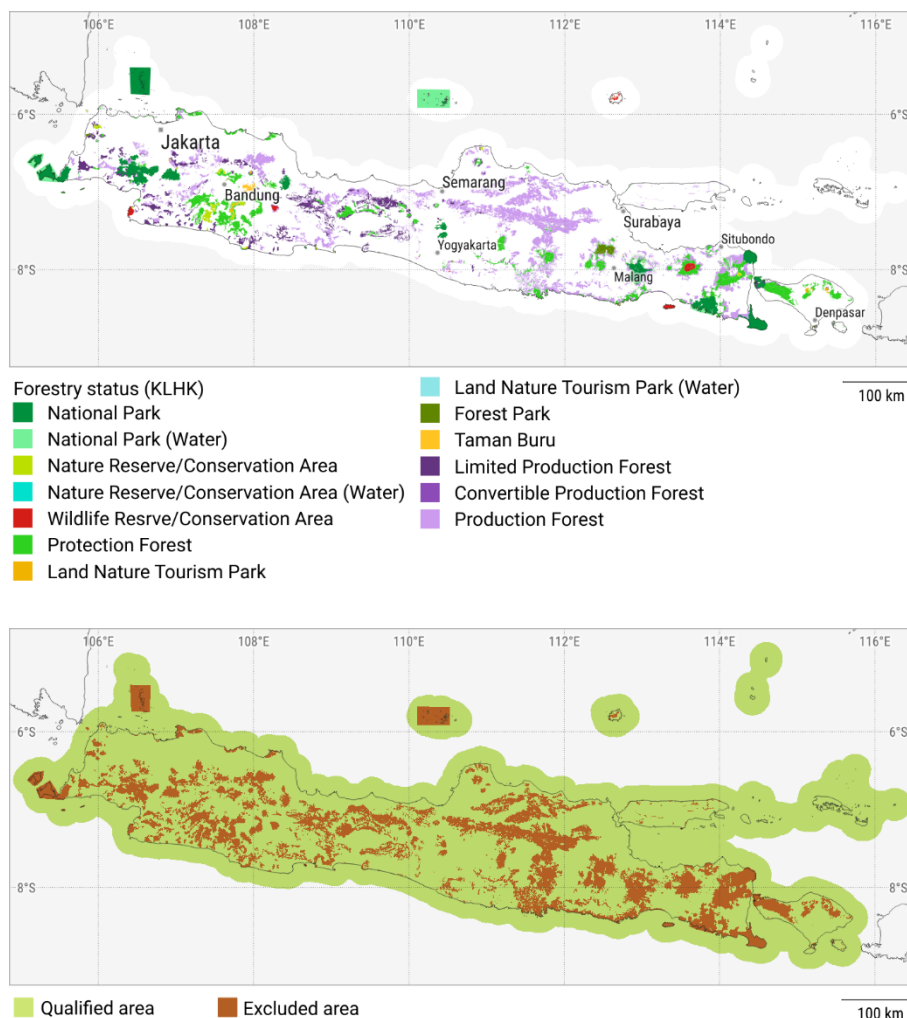 106°E 108°E 110°E 112°E 114°E 116°E
6°S
Jakarta
Semarang
Bandung
Surabaya
Situbondo
Yogyakarta
8°S
Malang
Denpasar
100 km
Forestry status (KLHK)
National Park
National Park (Water)
Nature Reserve/Conservation Area
Nature Reserve/Conservation Area (Water)
Wildlife Resrve/Conservation Area
Protection Forest
Land Nature Tourism Park
Land Nature Tourism Park (Water)
Forest Park
Taman Buru
Limited Production Forest
Convertible Production Forest
Production Forest
106°E 108°E 110°E 112°E 114°E 116°E
6°S
8°S
Qualified area
Excluded area
100 km